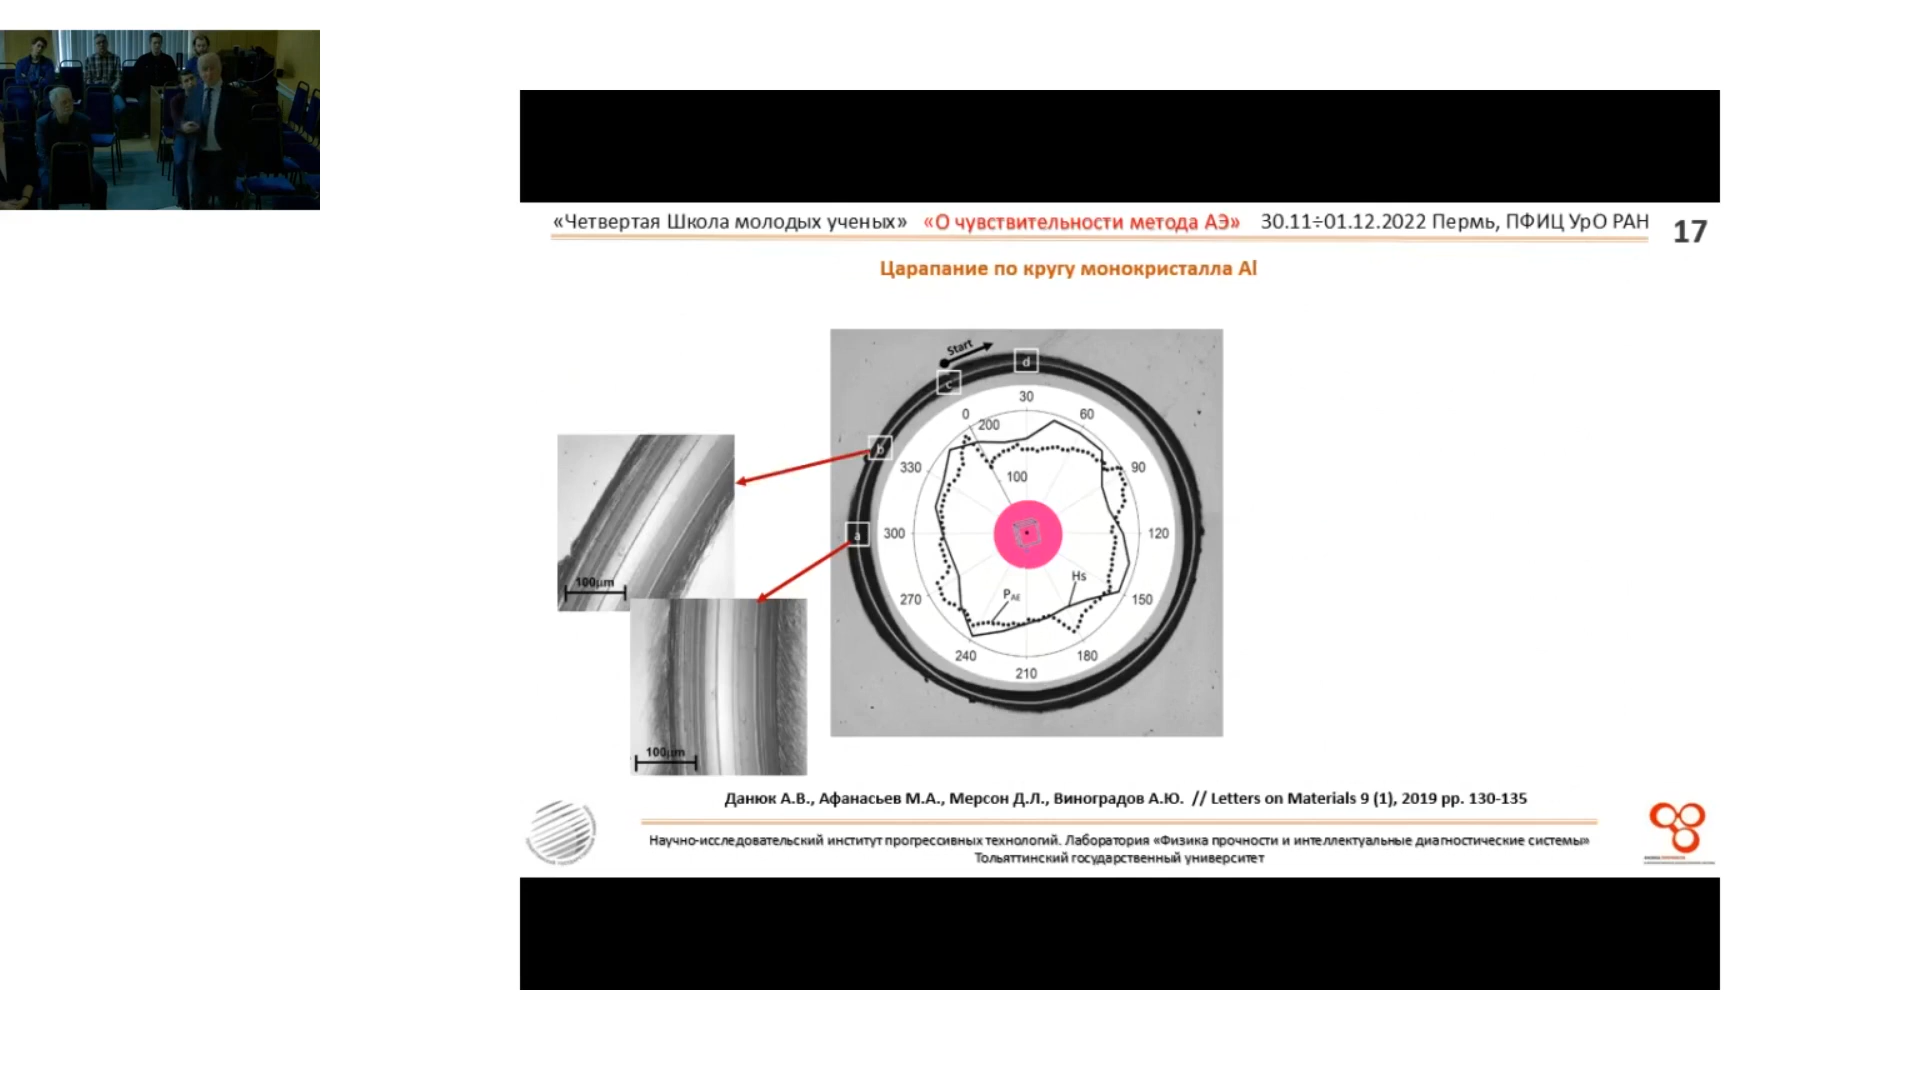 «Четвертая Школа молодых ученых» «О чувствительности метода АЭ» 30.11÷01.12.2022 Пермь, ПФИЦ УрО РАН 17
Царапание по кругу монокристалла Al
Start
d
c
30
0
60
200
b
330
90
100
a
300
120
Hs
100µm
P AE
270
150
240
180
210
100µm
Данюк А.В., Афанасьев М.А., Мерсон Д.Л., Виноградов А.Ю. // Letters on Materials 9 (1), 2019 pp. 130-135
Научно-исследовательский институт прогрессивных технологий. Лаборатория «Физика прочности и интеллектуальные диагностические системы»
Тольяттинский государственный университет